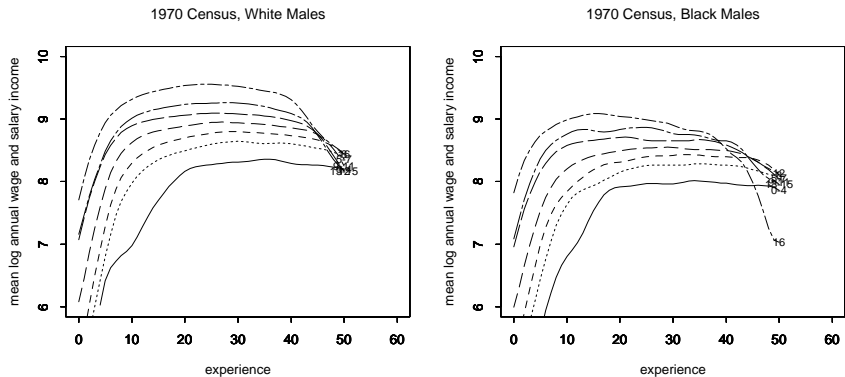 1970 Census, White Males
mean log annual wage and salary income
10
9
8
7
6
0 10 20 30 40 50 60
experience
1970 Census, Black Males
mean log annual wage and salary income
10
9
8
7
6
16
0-4
0 10 20 30 40 50 60
experience